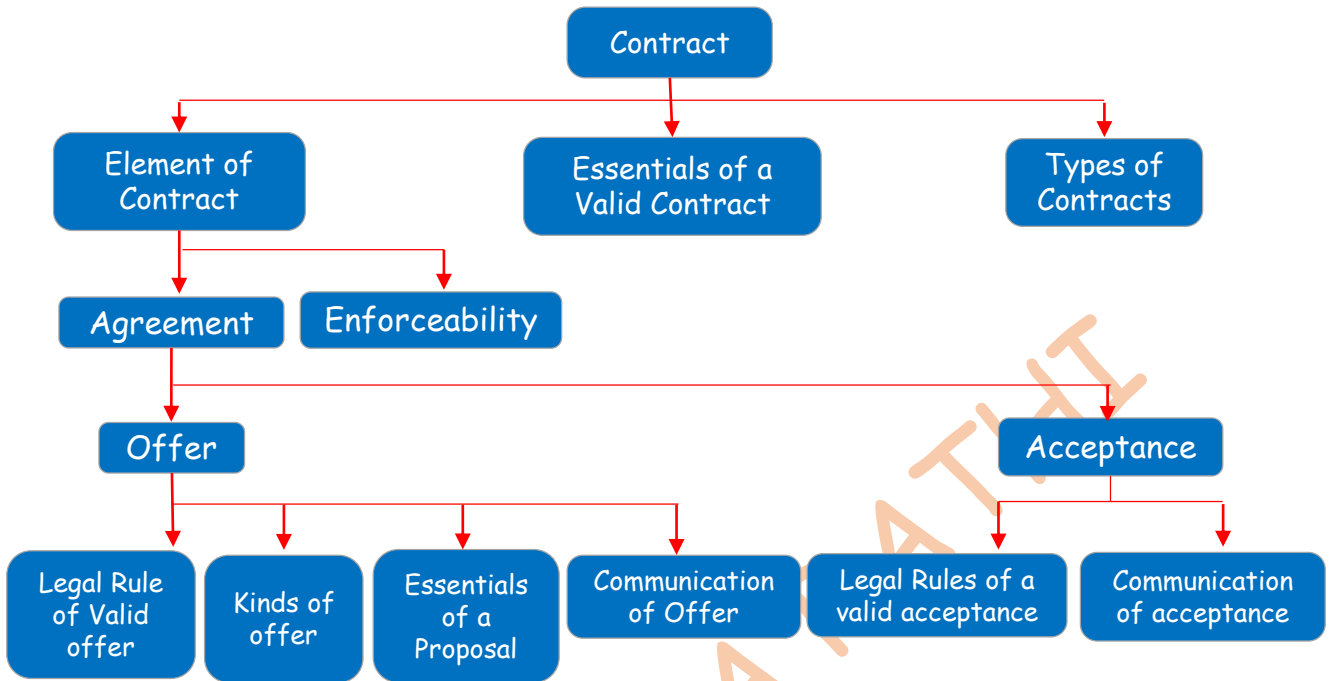 Contract
Element of
Contract
Essentials of a
Valid Contract
Types of
Contracts
Agreement
Enforceability
Offer
Acceptance
Legal Rule
of Valid
offer
Kinds of
offer
Essentials
of a
Proposal
Communication
of Offer
Legal Rules of a
valid acceptance
Communication
of acceptance